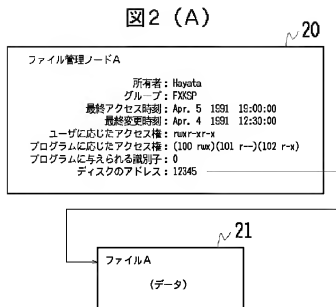 図2 (A)
20
ファイル管理ノードA
所有者: Hayata
グループ: FXKSP
最終アクセス時刻: Apr. 5 1991 19:00:00
最終変更時刻: Apr. 4 1991 12:30:00
ユーザに応じたアクセス権: rwxr-xr-x
プログラムに応じたアクセス権: (100 rwx)(101 r--)(102 r-x)
プログラムに与えられる識別子: 0
ディスクのアドレス: 12345
21
ファイルA
(データ)